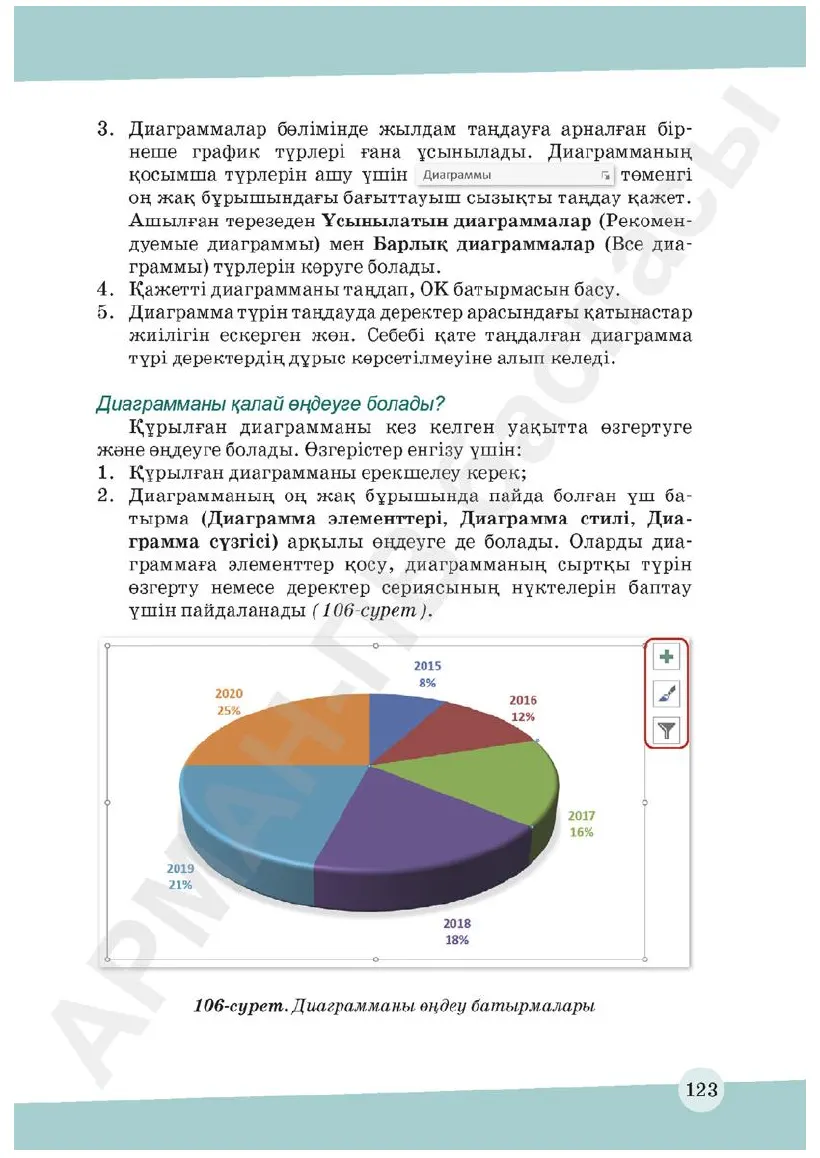 3. Диаграммалар бөлімінде жылдам таңдауға арналған бір-
неше график түрлері ғана ұсынылады. Диаграмманың
қосымша түрлерін ашу үшін Диаграммы төменгі
оң жақ бұрышындағы бағыттауыш сызықты таңдау қажет.
Ашылған терезеден Ұсынылатын диаграммалар (Рекомен-
дуемые диаграммы) мен Барлық диаграммалар (Все диа-
граммы) түрлерін көруге болады.
4. Қажетті диаграмманы таңдап, ОК батырмасын басу.
5. Диаграмма түрін таңдауда деректер арасындағы қатынастар
жиілігін ескерген жөн. Себебі қате таңдалған диаграмма
түрі деректердің дұрыс көрсетілмеуіне алып келеді.
Диаграмманы қалай өңдеуге болады?
Құрылған диаграмманы кез келген уақытта өзгертуге
және өңдеуге болады. Өзгерістер енгізу үшін:
1. Құрылған диаграмманы ерекшелеу керек;
2. Диаграмманың оң жақ бұрышында пайда болған үш ба-
тырма (Диаграмма элементтері, Диаграмма стилі, Диа-
грамма сүзгісі) арқылы өңдеуге де болады. Оларды диа-
граммаға элементтер қосу, диаграмманың сыртқы түрін
өзгерту немесе деректер сериясының нүктелерін баптау
үшін пайдаланады (106-сурет).
2015
8%
2016
12%
2017
16%
2018
18%
2019
21%
2020
25%
106-сурет. Диаграмманы өңдеу батырмалары
123
АРМАН-ПВ баспасы